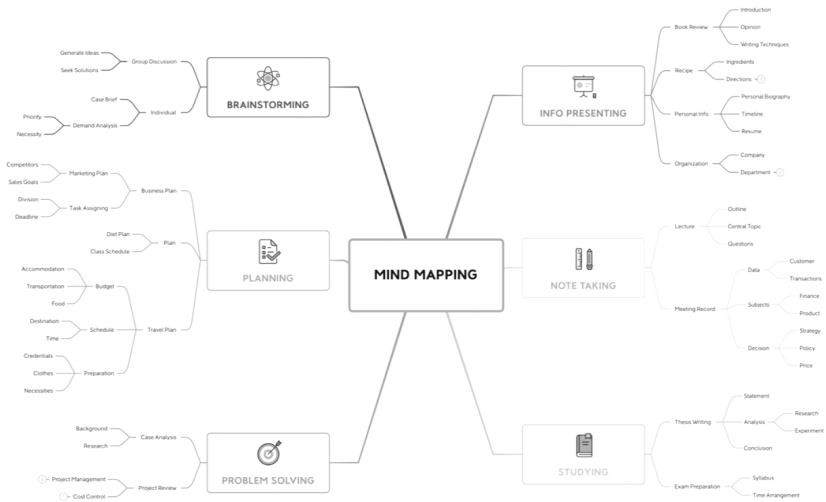 MIND MAPPING
BRAINSTORMING
Group Discussion
Generate Ideas
Seek Solutions
Individual
Case Brief
Demand Analysis
Priority
Necessity
PLANNING
Business Plan
Marketing Plan
Competitors
Sales Goals
Task Assigning
Division
Deadline
Plan
Diet Plan
Class Schedule
Travel Plan
Budget
Accommodation
Transportation
Food
Schedule
Destination
Time
Preparation
Credentials
Clothes
Necessities
PROBLEM SOLVING
Case Analysis
Background
Research
Project Review
Project Management
Cost Control
INFO PRESENTING
Book Review
Introduction
Opinion
Writing Techniques
Recipe
Ingredients
Directions
Personal Info
Personal Biography
Timeline
Resume
Organization
Company
Department
NOTE TAKING
Lecture
Outline
Central Topic
Questions
Meeting Record
Data
Customer
Transactions
Subjects
Finance
Product
Decision
Strategy
Policy
Price
STUDYING
Thesis Writing
Statement
Analysis
Research
Experiment
Conclusion
Exam Preparation
Syllabus
Time Arrangement